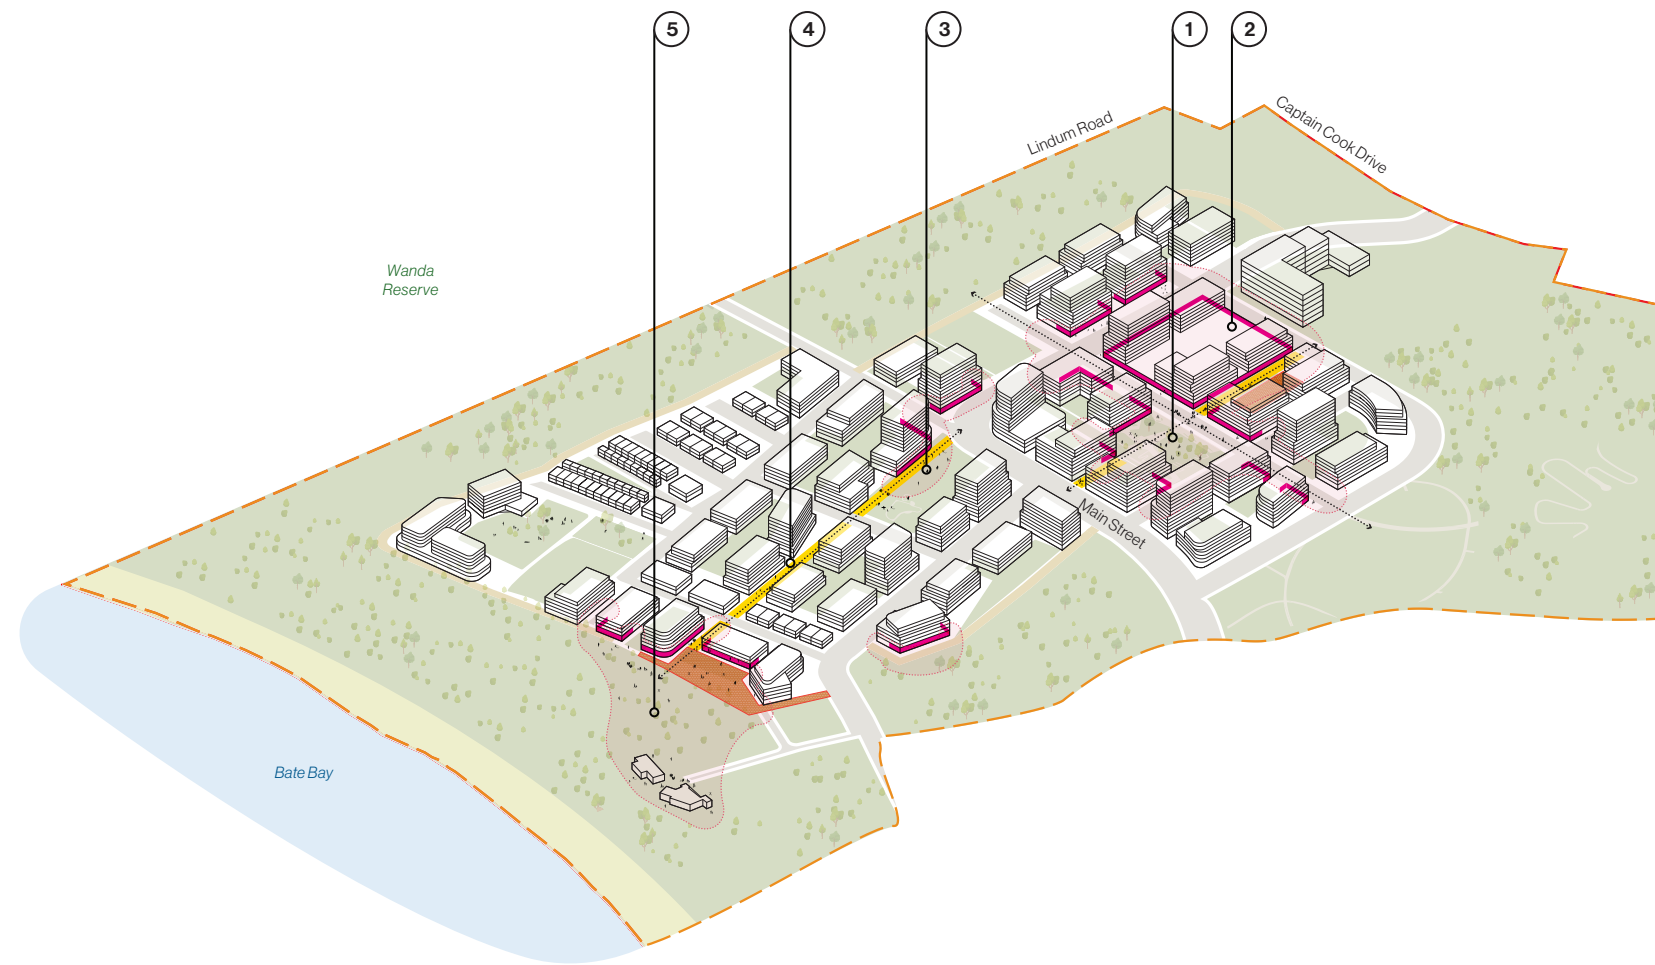 5
4
3
1
2
Lindum Road
Captain Cook Drive
Wanda
Reserve
Main Street
Bate Bay